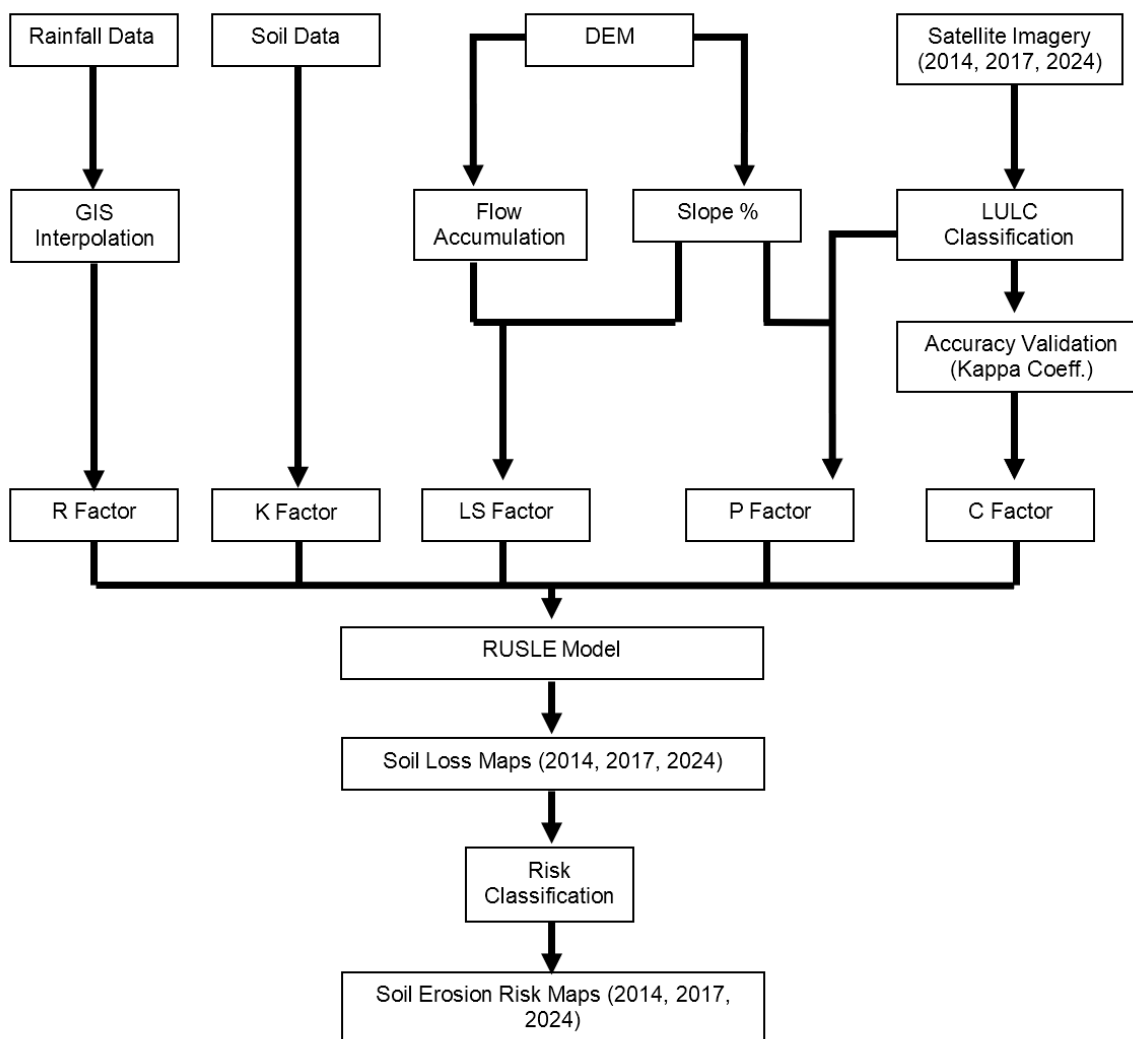 Rainfall Data
Soil Data
DEM
Satellite Imagery
(2014, 2017, 2024)
GIS
Interpolation
Flow
Accumulation
Slope %
LULC
Classification
Accuracy Validation
(Kappa Coeff.)
R Factor
K Factor
LS Factor
P Factor
C Factor
RUSLE Model
Soil Loss Maps (2014, 2017, 2024)
Risk
Classification
Soil Erosion Risk Maps (2014, 2017,
2024)